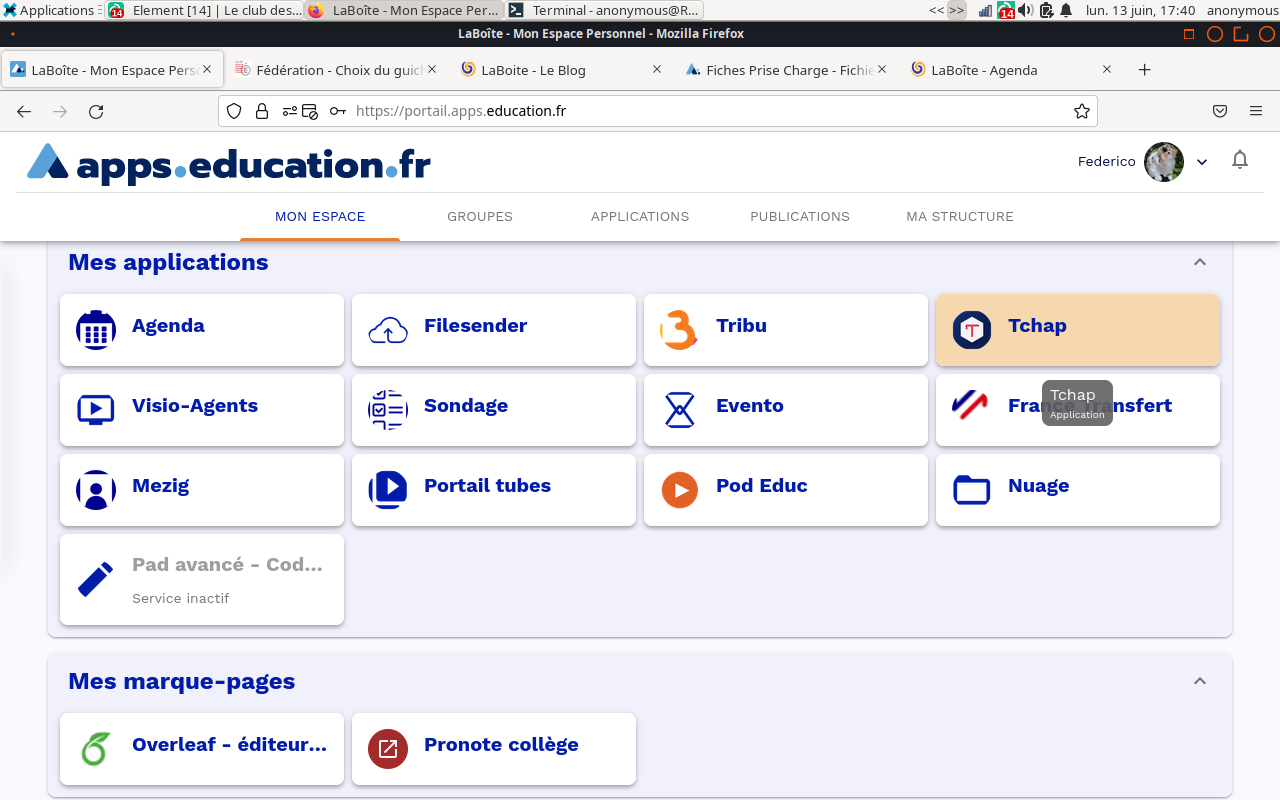 Applications
14
Element [14] | Le club des...
LaBoîte - Mon Espace Per...
Terminal - anonymous@R...
<< >>
14
lun. 13 juin, 17:40
anonymous
LaBoîte - Mon Espace Personnel - Mozilla Firefox
LaBoîte - Mon Espace Pers
Fédération - Choix du guic
LaBoite - Le Blog
Fiches Prise Charge - Fichie
LaBoîte - Agenda
https://portail.apps.education.fr
apps.education.fr
Federico
MON ESPACE
GROUPES
APPLICATIONS
PUBLICATIONS
MA STRUCTURE
Mes applications
Agenda
Filesender
Tribu
Tchap
Visio-Agents
Sondage
Evento
France Transfert
Tchap
Application
Mezig
Portail tubes
Pod Educ
Nuage
Pad avancé - Cod...
Service inactif
Mes marque-pages
Overleaf - éditeur...
Pronote collège